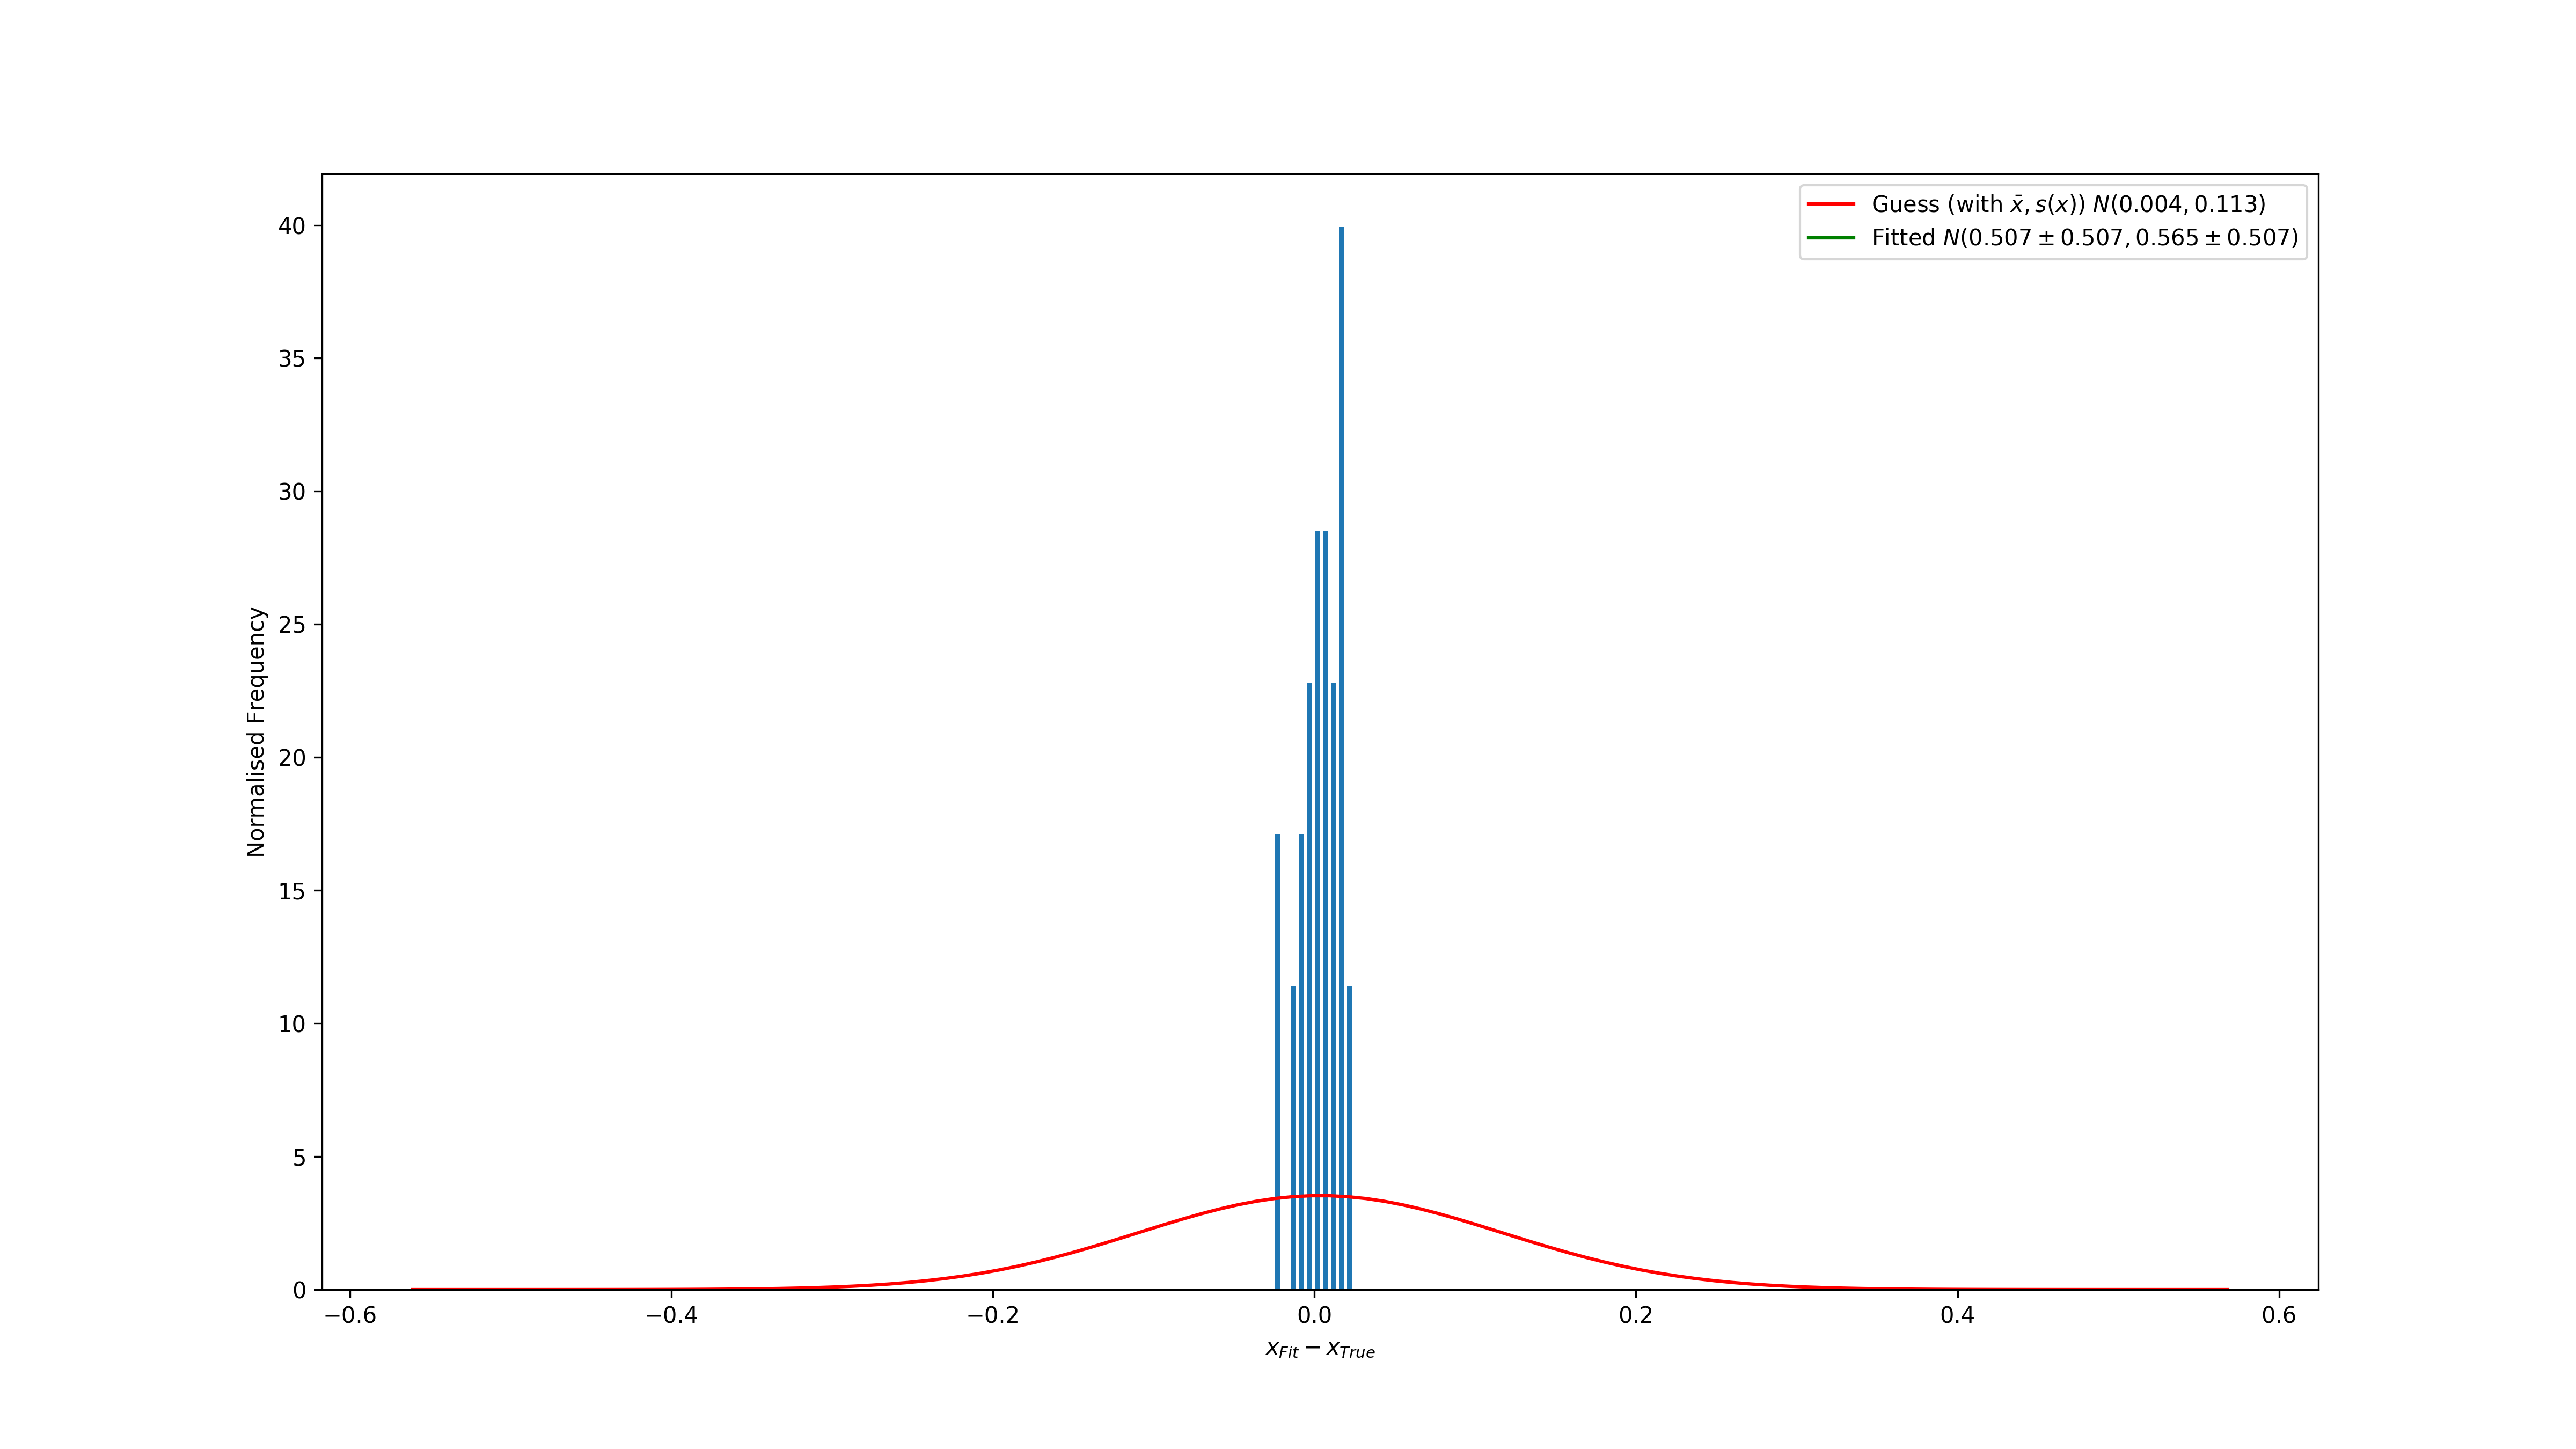 Guess (with x̄, s(x)) N(0.004, 0.113)
Fitted N(0.507 ± 0.507, 0.565 ± 0.507)
40
35
30
25
20
15
10
5
0
Normalised Frequency
−0.6 −0.4 −0.2 0.0 0.2 0.4 0.6
x_Fit − x_True